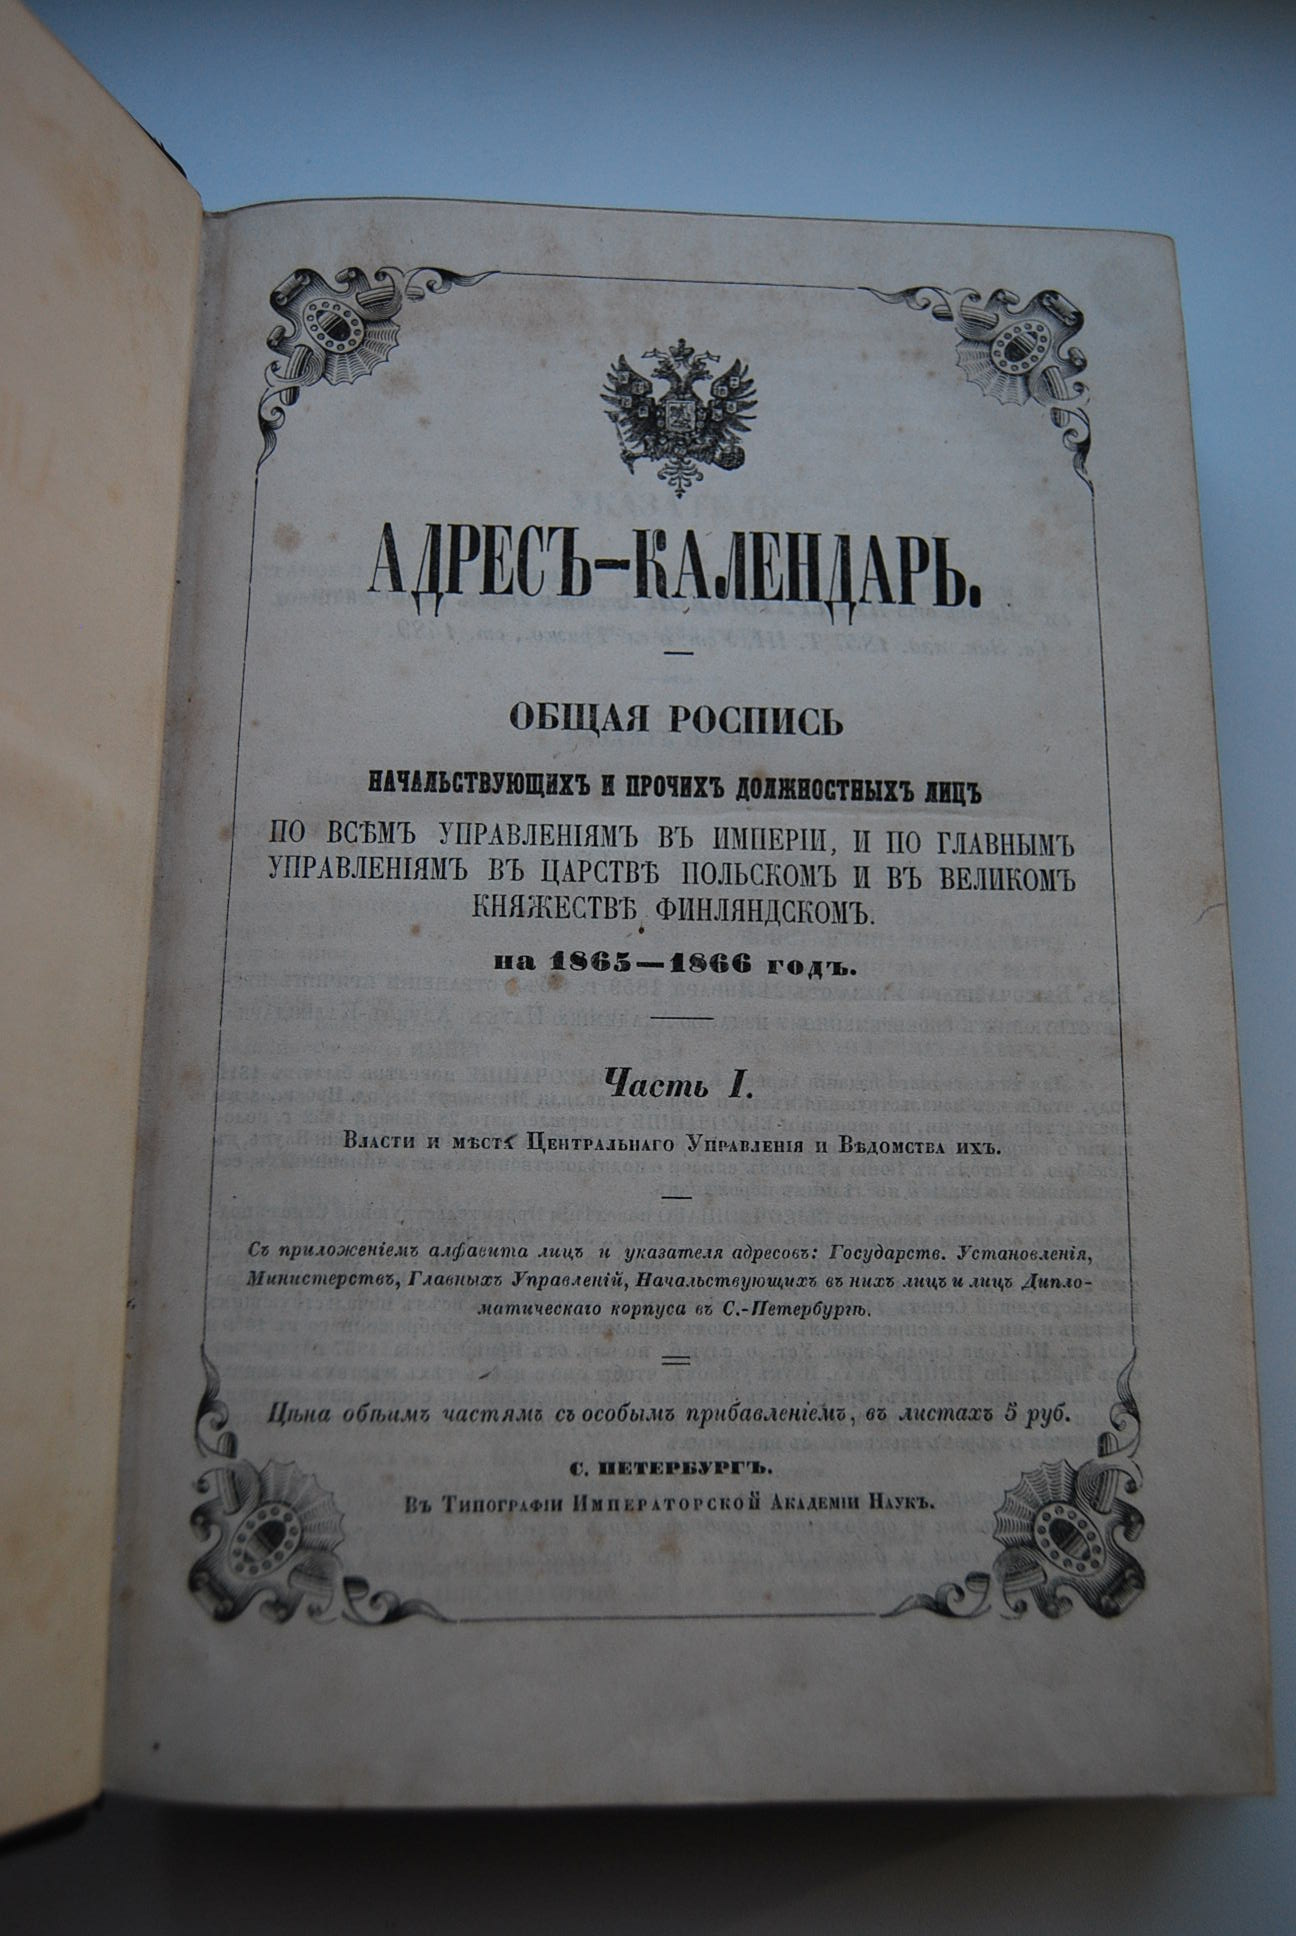 АДРЕСЪ-КАЛЕНДАРЬ.
ОБЩАЯ РОСПИСЬ
НАЧАЛЬСТВУЮЩИХЪ И ПРОЧИХЪ ДОЛЖНОСТНЫХЪ ЛИЦЪ
ПО ВСѢМЪ УПРАВЛЕНІЯМЪ ВЪ ИМПЕРІИ, И ПО ГЛАВНЫМЪ
УПРАВЛЕНІЯМЪ ВЪ ЦАРСТВѢ ПОЛЬСКОМЪ И ВЪ ВЕЛИКОМЪ
КНЯЖЕСТВѢ ФИНЛЯНДСКОМЪ.
на 1865—1866 годъ.
Часть I.
Власти и мѣста Центральнаго Управленія и Вѣдомства ихъ.
Съ приложеніемъ алфавита лицъ и указателя адресовъ: Государств. Установленія,
Министерствъ, Главныхъ Управленій, Начальствующихъ въ нихъ лицъ и лицъ Дипло-
матическаго корпуса въ С.-Петербургѣ.
Цѣна обѣимъ частямъ съ особымъ прибавленіемъ, въ листахъ 5 руб.
С. ПЕТЕРБУРГЪ.
Въ Типографіи Императорской Академіи Наукъ.